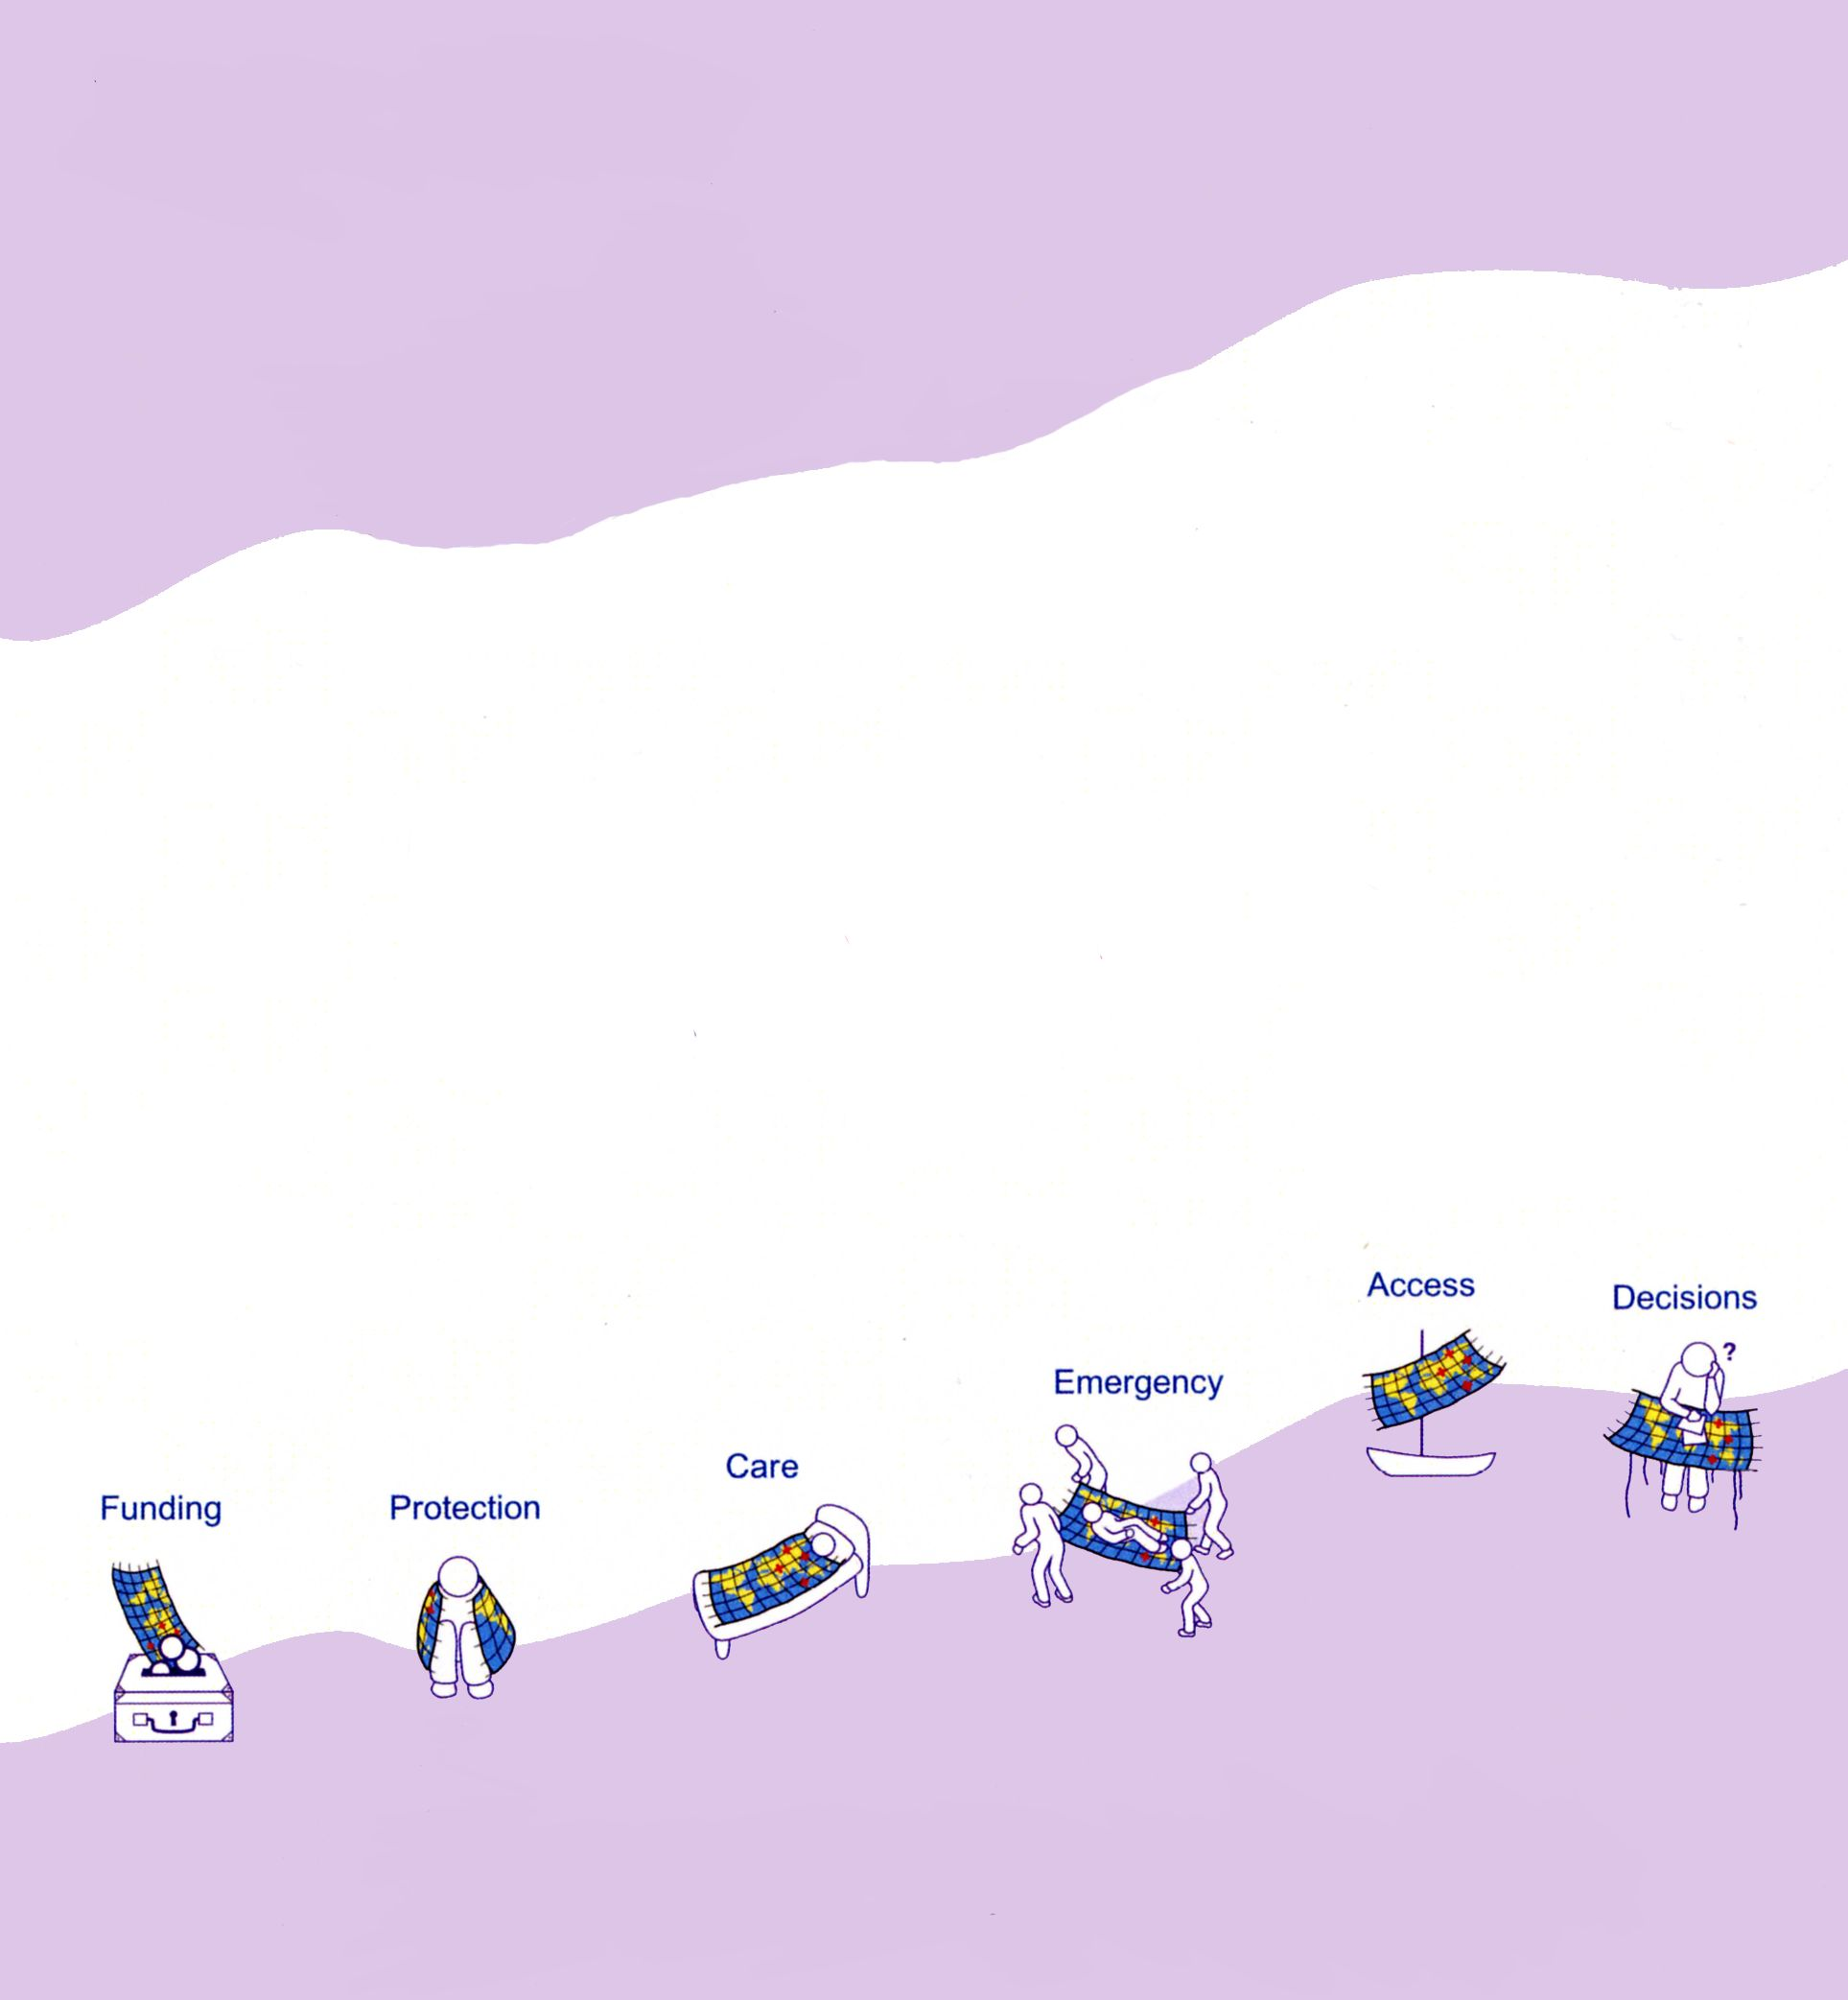 Funding
Protection
Care
Emergency
Access
Decisions
?